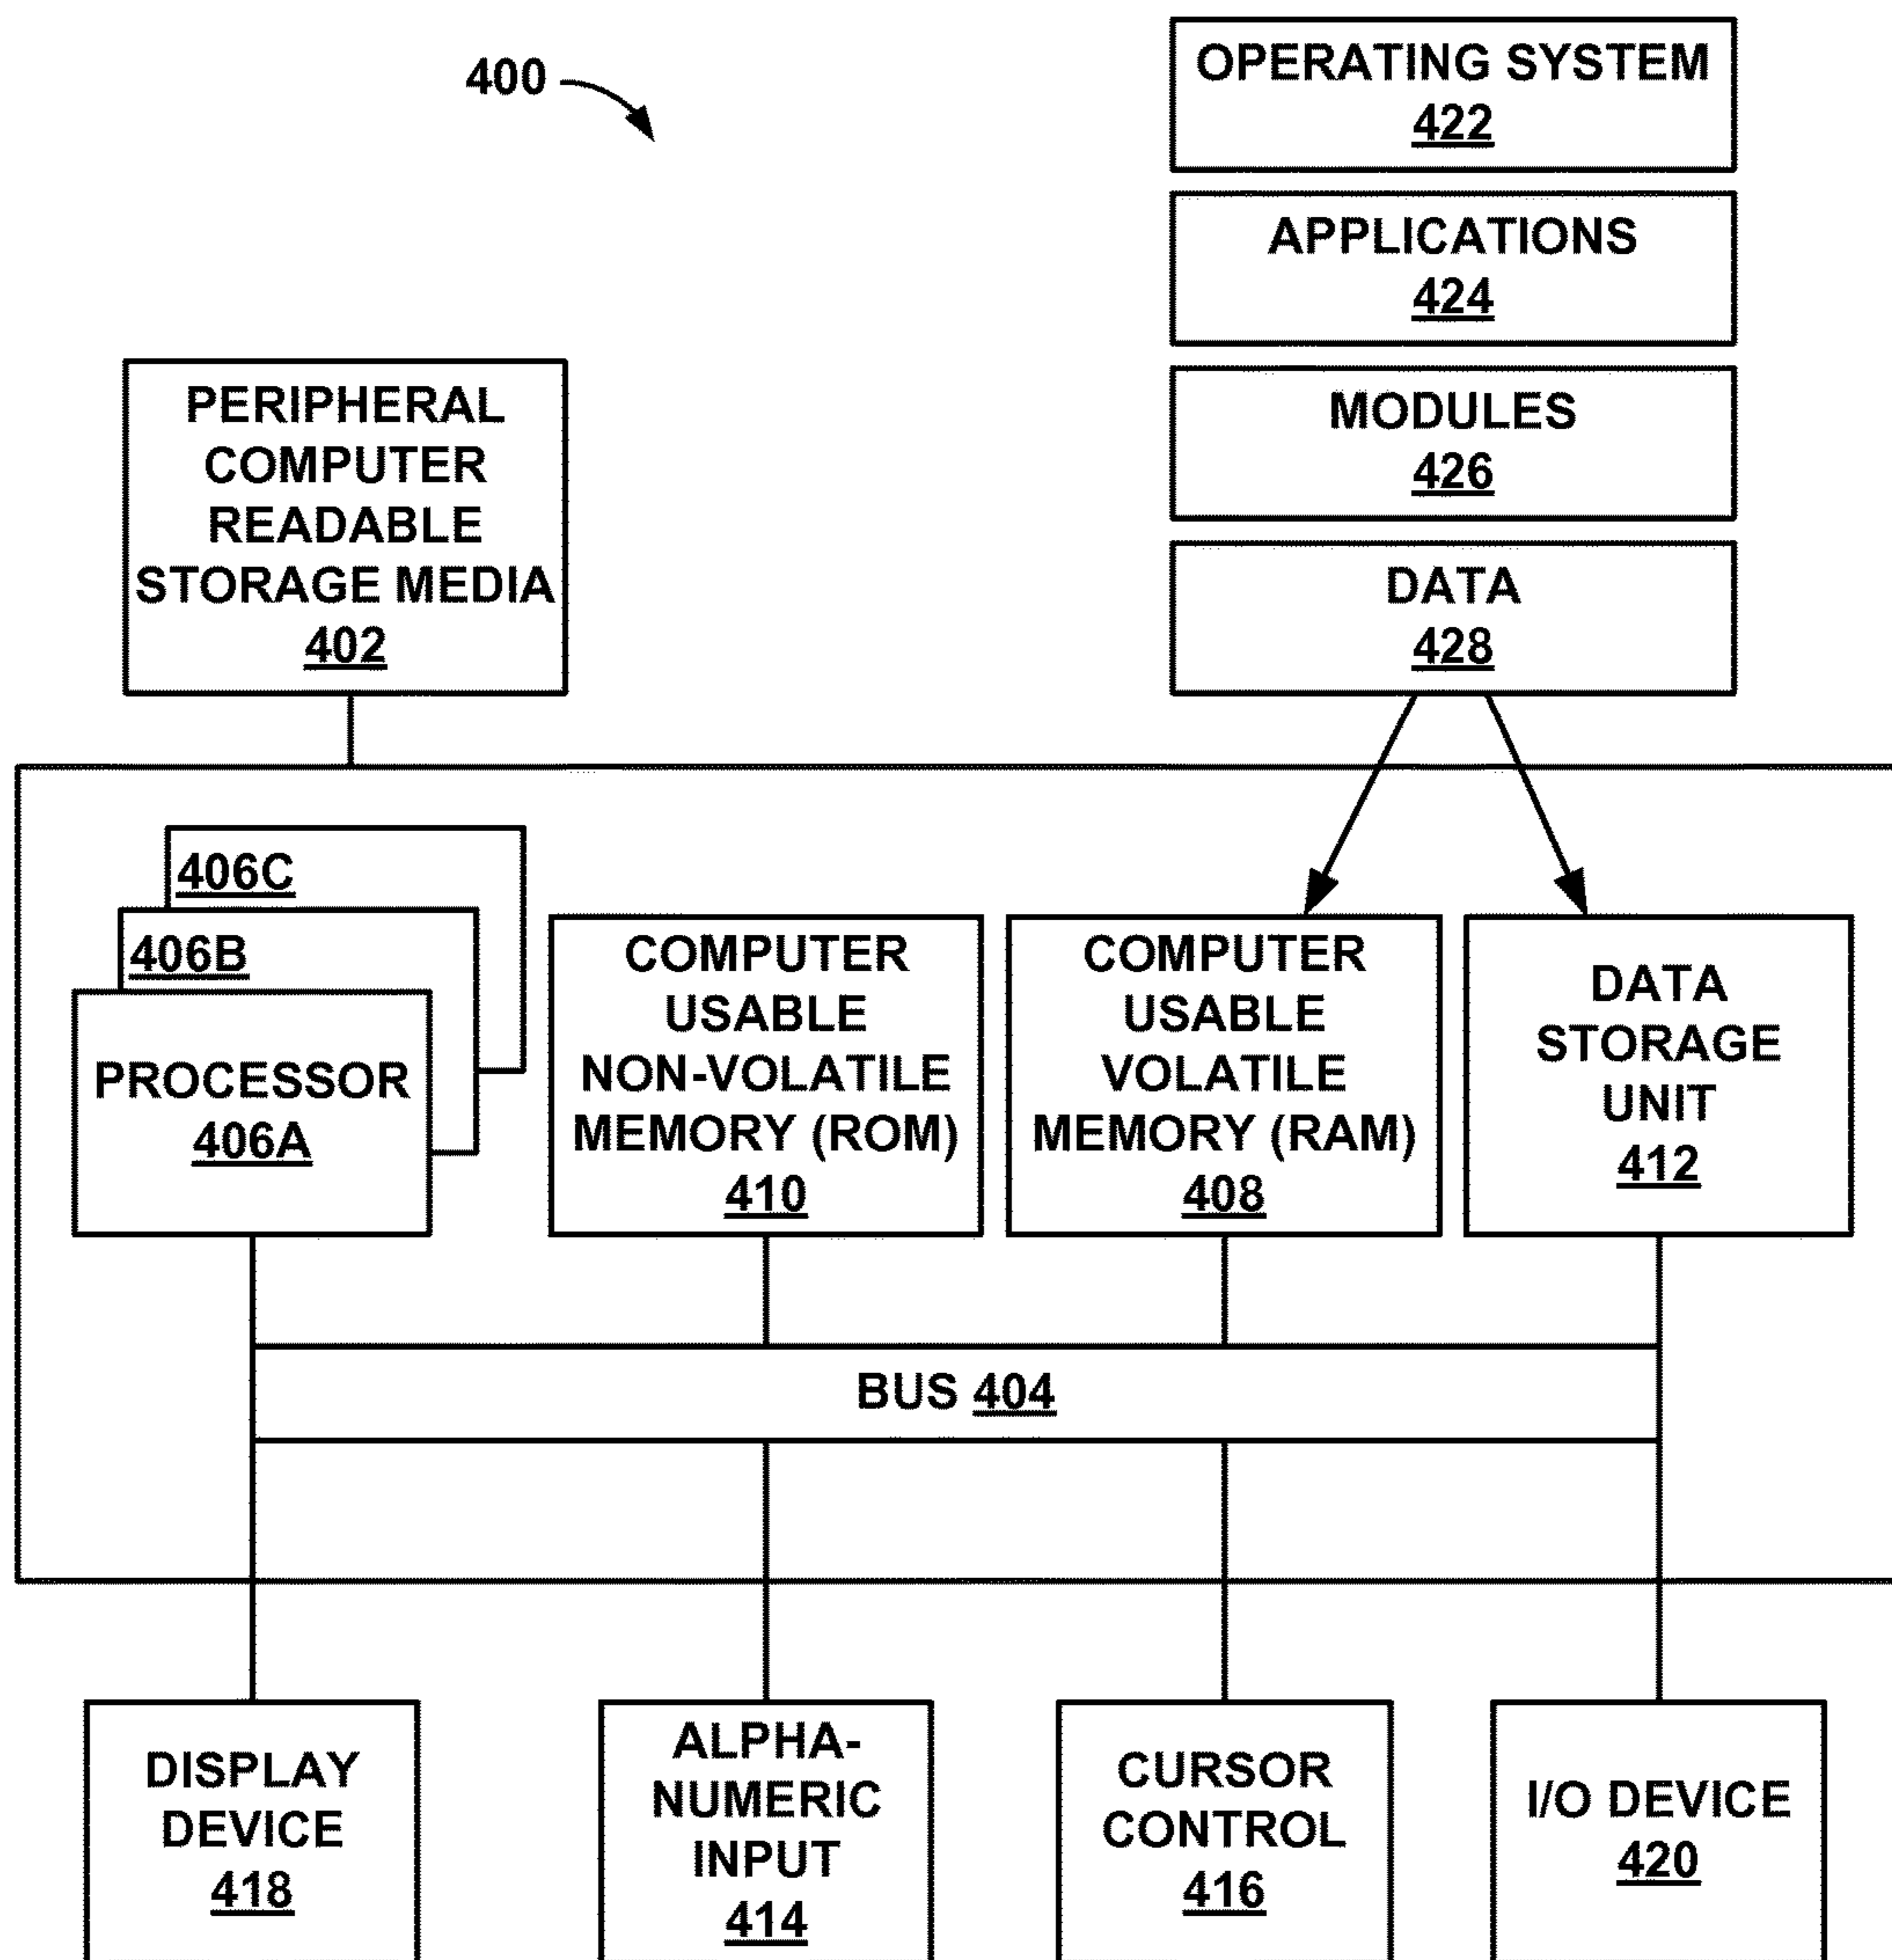 400
OPERATING SYSTEM
422
APPLICATIONS
424
MODULES
426
DATA
428
PERIPHERAL
COMPUTER
READABLE
STORAGE MEDIA
402
406C
406B
PROCESSOR
406A
COMPUTER
USABLE
NON-VOLATILE
MEMORY (ROM)
410
COMPUTER
USABLE
VOLATILE
MEMORY (RAM)
408
DATA
STORAGE
UNIT
412
BUS 404
DISPLAY
DEVICE
418
ALPHA-
NUMERIC
INPUT
414
CURSOR
CONTROL
416
I/O DEVICE
420